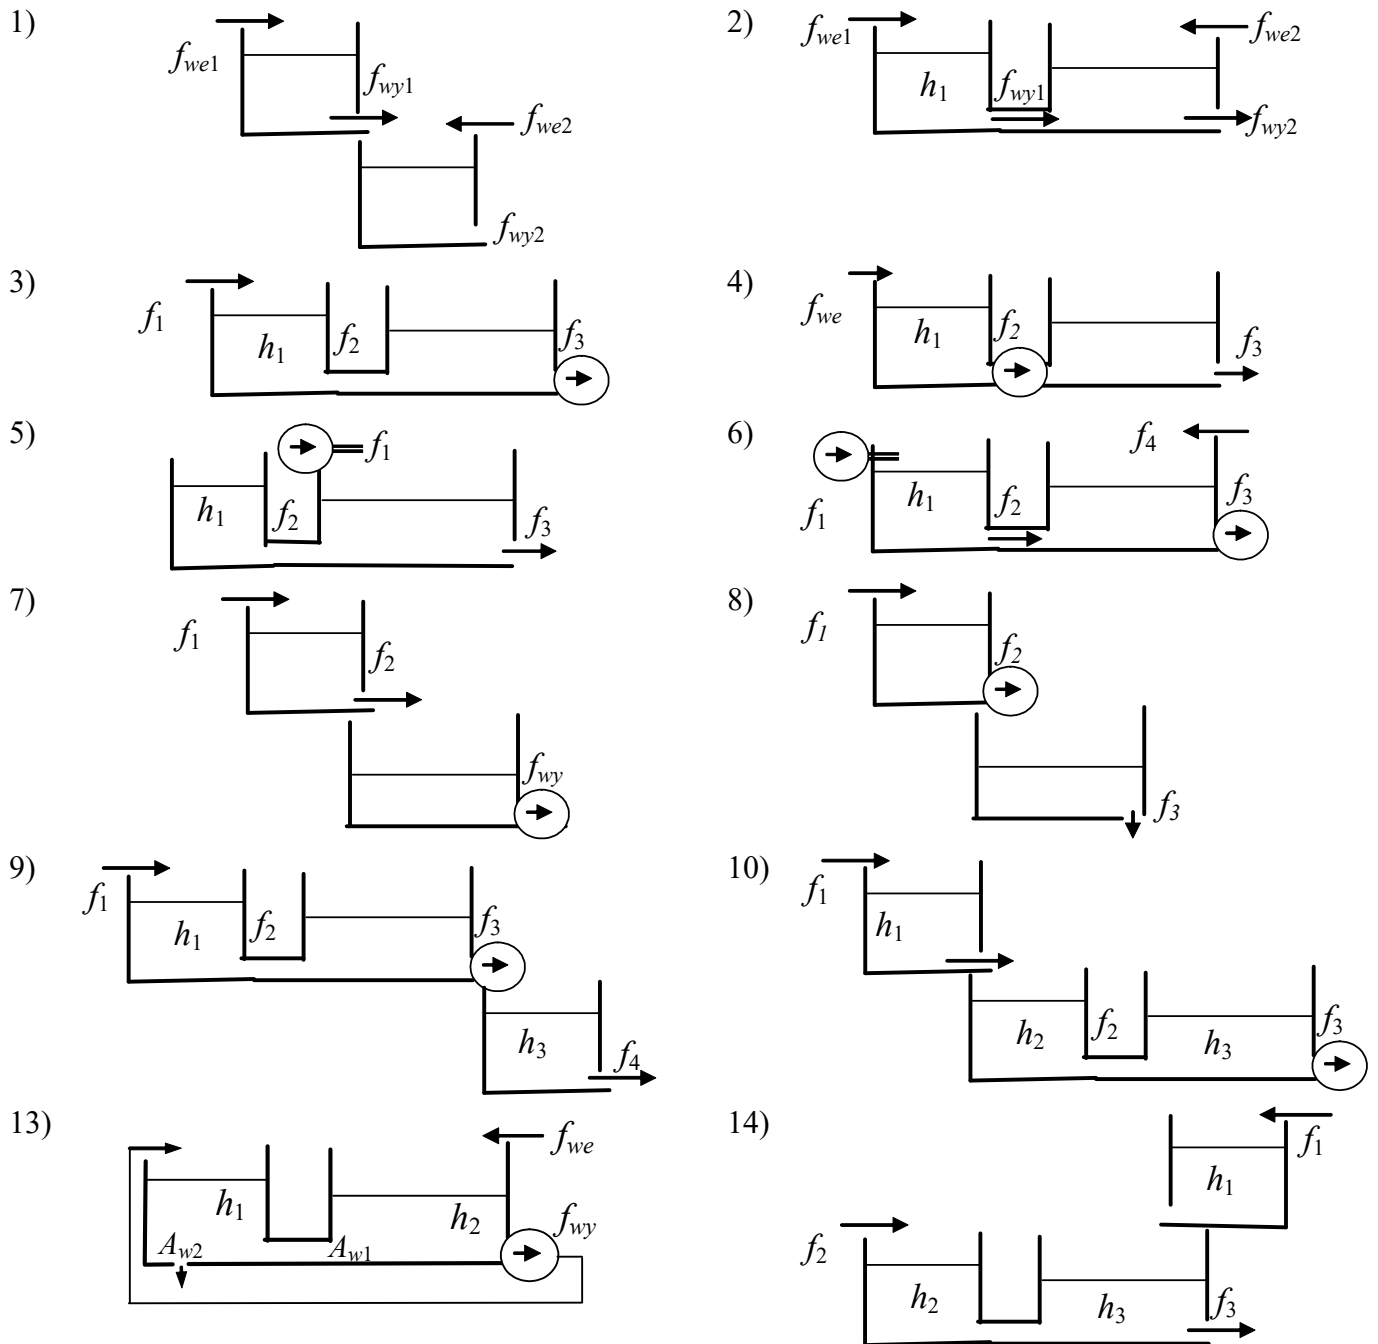 1) 2)
f_we1 f_wy1 f_we2 f_wy2
f_we1 h_1 f_wy1 f_we2 f_wy2
3) 4)
f_1 h_1 f_2 f_3
f_we h_1 f_2 f_3
5) 6)
h_1 f_2 f_1 f_3
f_1 h_1 f_2 f_4 f_3
7) 8)
f_1 f_2 f_wy
f_1 f_2 f_3
9) 10)
f_1 h_1 f_2 f_3 h_3 f_4
f_1 h_1 h_2 f_2 h_3 f_3
13) 14)
h_1 h_2 f_we f_wy A_w2 A_w1
f_1 h_1 f_2 h_2 h_3 f_3